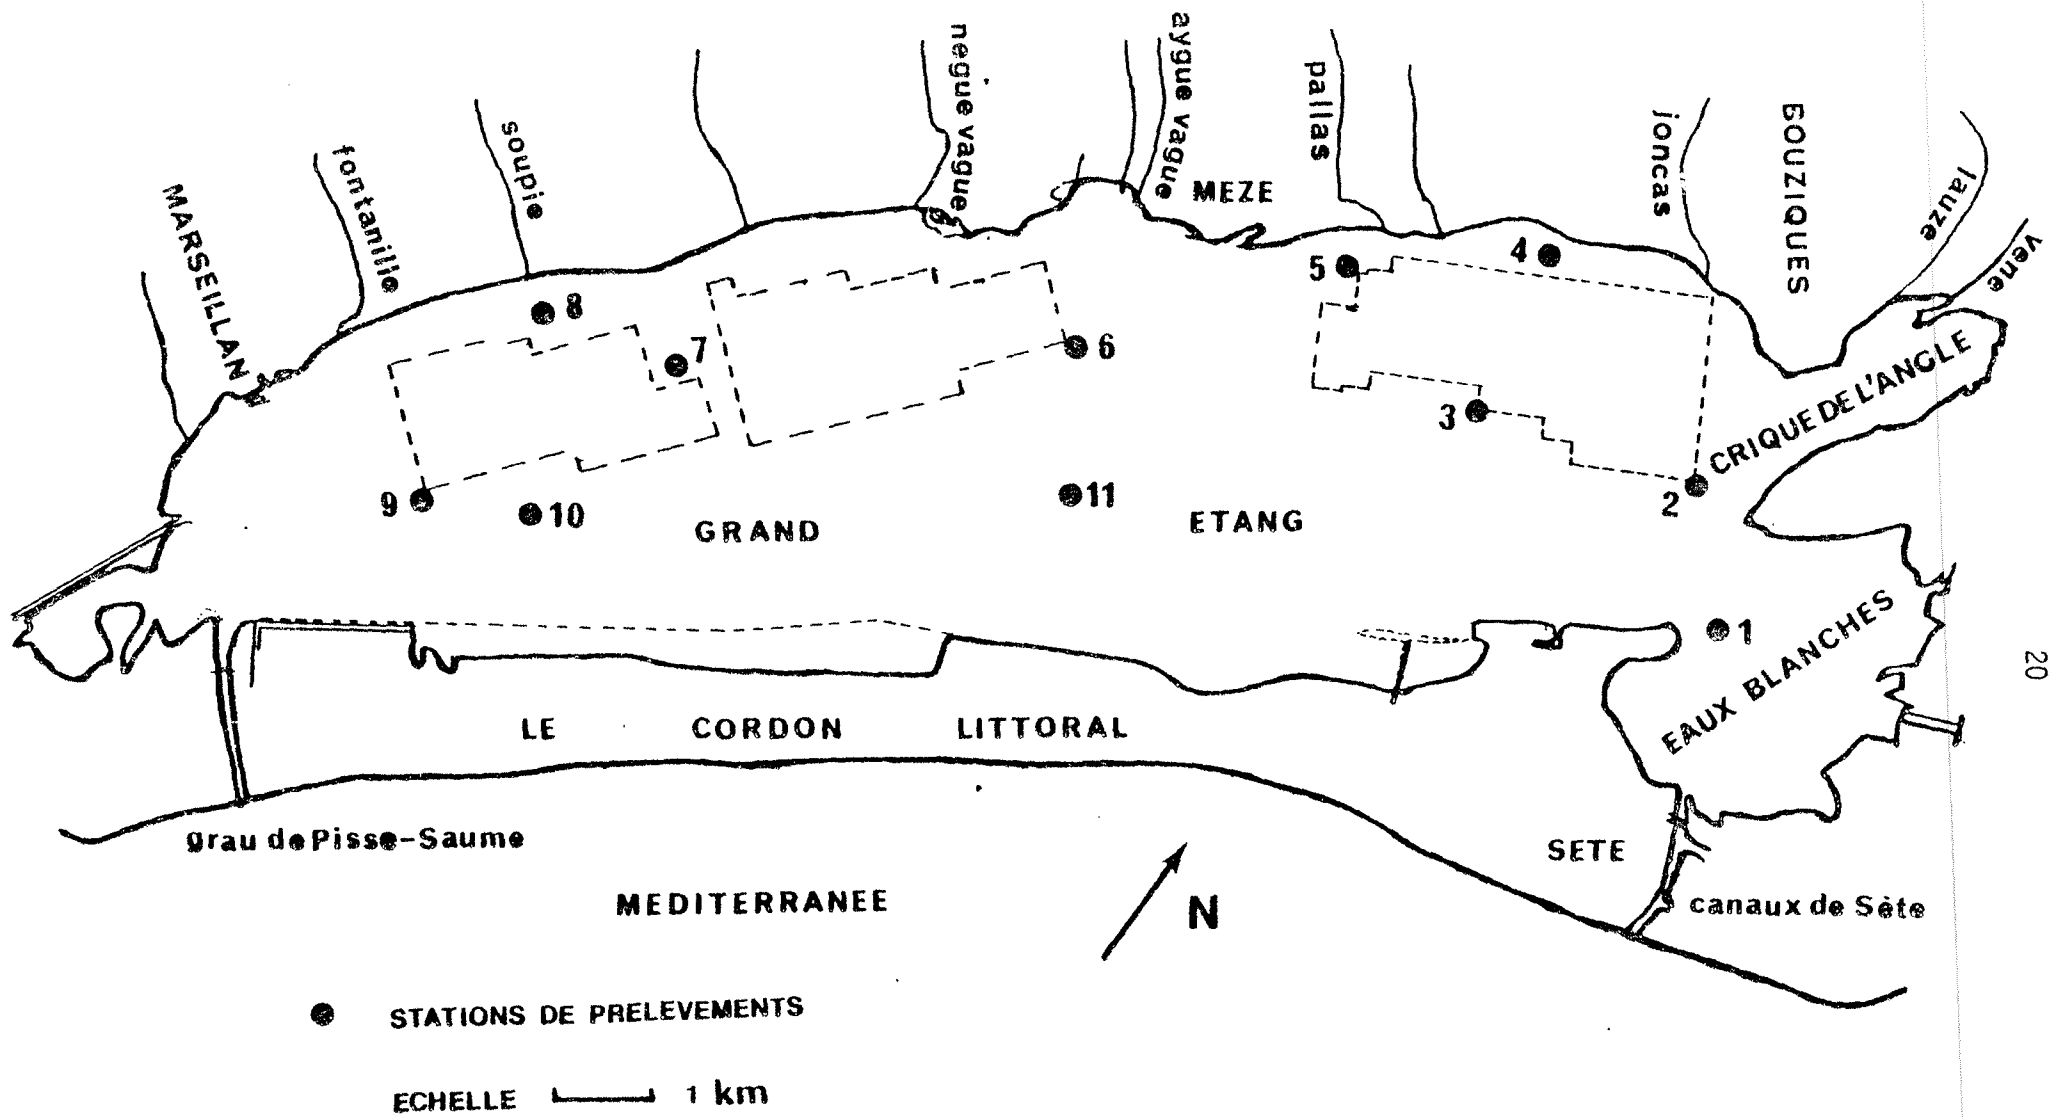 MARSEILLAN
fontanille
soupie
negue vague
aygue vague
MEZE
pallas
joncas
BOUZIQUES
lauze
vene
CRIQUE DE L'ANGLE
4
5
8
7
6
3
2
9
10
11
GRAND ETANG
1
EAUX BLANCHES
20
LE CORDON LITTORAL
grau de Pisse-Saume
SETE
canaux de Sète
MEDITERRANEE
N
STATIONS DE PRELEVEMENTS
ECHELLE 1 km